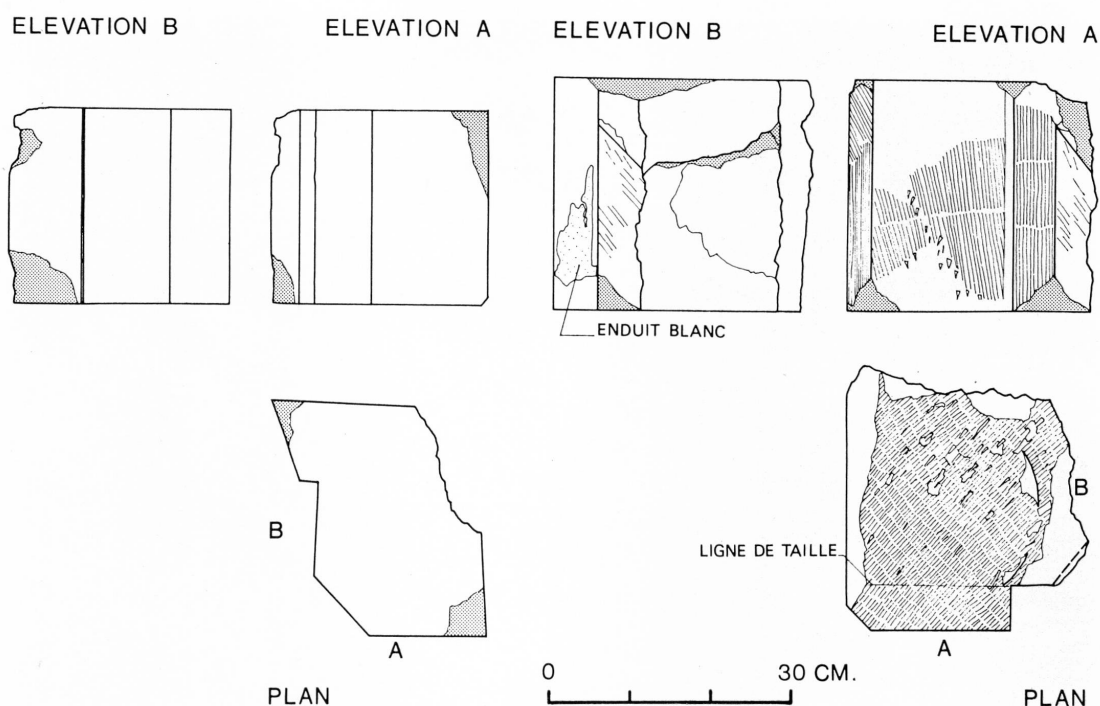 ELEVATION B ELEVATION A ELEVATION B ELEVATION A
ENDUIT BLANC
B
B
LIGNE DE TAILLE
A
A
0 30 CM.
PLAN PLAN